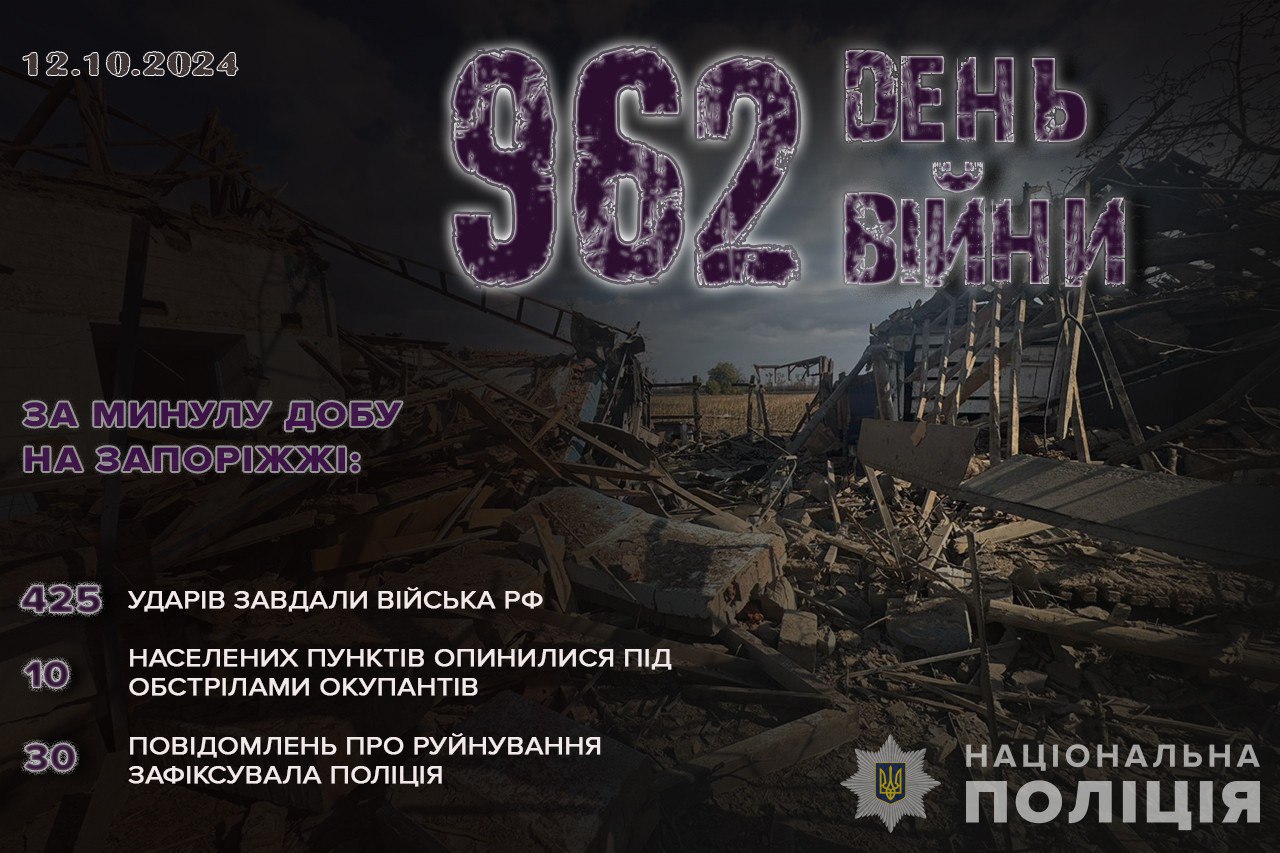 12.10.2024
962 ДЕНЬ
ВІЙНИ
ЗА МИНУЛУ ДОБУ
НА ЗАПОРІЖЖІ:
425 УДАРІВ ЗАВДАЛИ ВІЙСЬКА РФ
10 НАСЕЛЕНИХ ПУНКТІВ ОПИНИЛИСЯ ПІД
ОБСТРІЛАМИ ОКУПАНТІВ
30 ПОВІДОМЛЕНЬ ПРО РУЙНУВАННЯ
ЗАФІКСУВАЛА ПОЛІЦІЯ
НАЦІОНАЛЬНА
ПОЛІЦІЯ